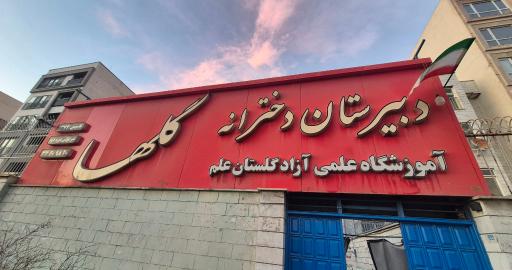 دبیرستان دخترانه گلها
آموزشگاه علمی آزاد گلستان علم